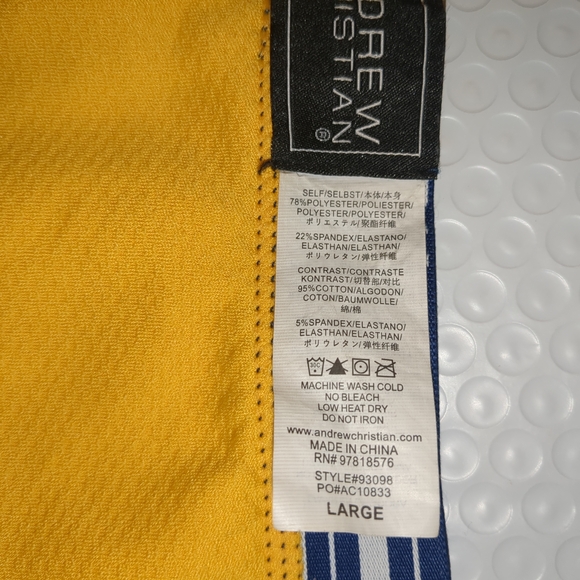 DREW
ISTIAN
®
SELF/SELBST/本体/本身
78%POLYESTER/POLIESTER/
POLYESTER/POLYESTER/
ポリエステル/聚酯纤维
22%SPANDEX/ELASTANO/
ELASTHAN/ELASTHAN/
ポリウレタン/弹性纤维
CONTRAST/CONTRASTE
KONTRAST/切替部/对比
95%COTTON/ALGODON/
COTON/BAUMWOLLE/
綿/棉
5%SPANDEX/ELASTANO/
ELASTHAN/ELASTHAN/
ポリウレタン/弹性纤维
30C
MACHINE WASH COLD
NO BLEACH
LOW HEAT DRY
DO NOT IRON
www.andrewchristian.com
MADE IN CHINA
RN# 97818576
STYLE#93098
PO#AC10833
LARGE